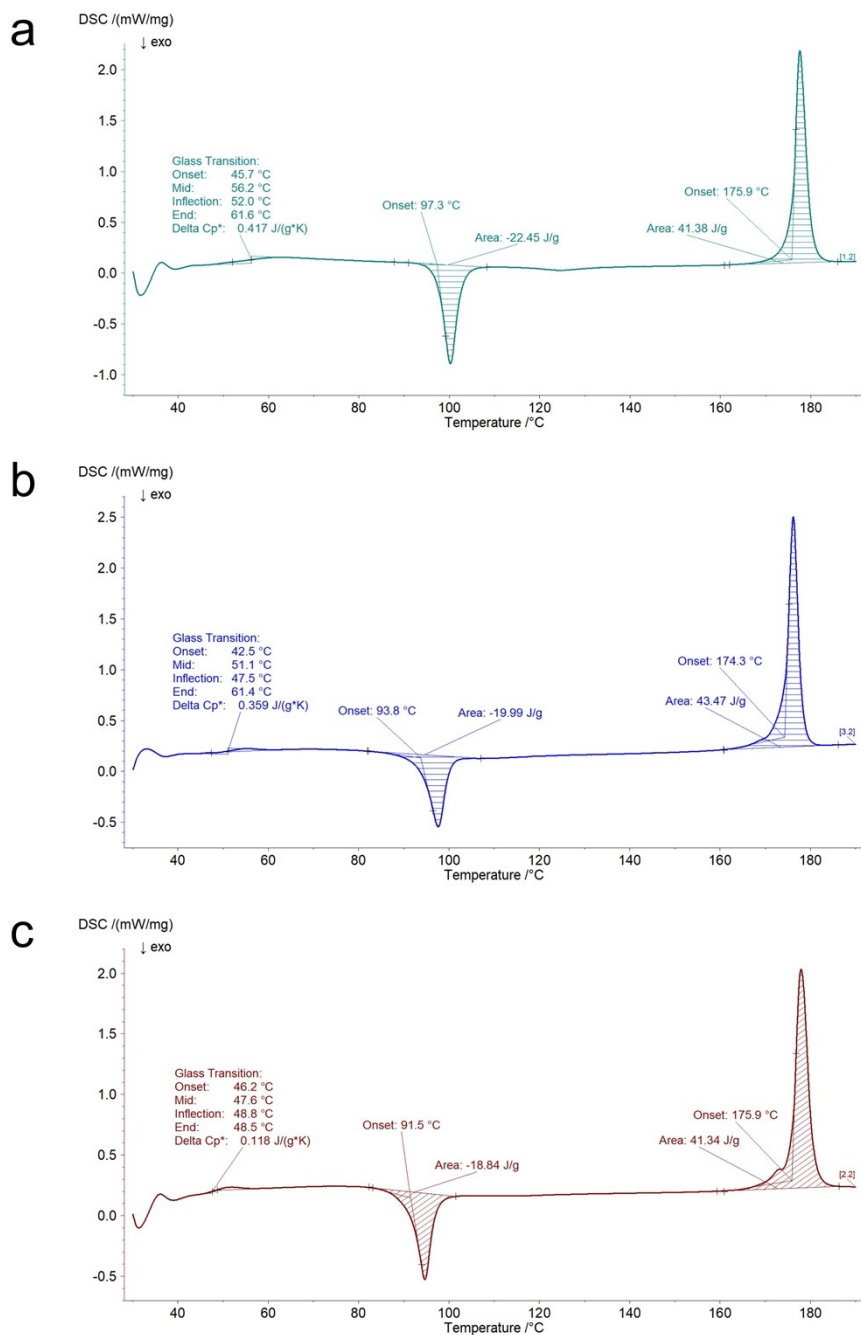 a
DSC /(mW/mg)
↓ exo
2.0
1.5
1.0
0.5
0.0
-0.5
-1.0
Glass Transition:
Onset: 45.7 °C
Mid: 56.2 °C
Inflection: 52.0 °C
End: 61.6 °C
Delta Cp*: 0.417 J/(g*K)
Onset: 97.3 °C
Area: -22.45 J/g
Onset: 175.9 °C
Area: 41.38 J/g
[1.2]
40 60 80 100 120 140 160 180
Temperature /°C
b
DSC /(mW/mg)
↓ exo
2.5
2.0
1.5
1.0
0.5
0.0
-0.5
Glass Transition:
Onset: 42.5 °C
Mid: 51.1 °C
Inflection: 47.5 °C
End: 61.4 °C
Delta Cp*: 0.359 J/(g*K)
Onset: 93.8 °C
Area: -19.99 J/g
Onset: 174.3 °C
Area: 43.47 J/g
[3.2]
40 60 80 100 120 140 160 180
Temperature /°C
c
DSC /(mW/mg)
↓ exo
2.0
1.5
1.0
0.5
0.0
-0.5
Glass Transition:
Onset: 46.2 °C
Mid: 47.6 °C
Inflection: 48.8 °C
End: 48.5 °C
Delta Cp*: 0.118 J/(g*K)
Onset: 91.5 °C
Area: -18.84 J/g
Onset: 175.9 °C
Area: 41.34 J/g
[2.2]
40 60 80 100 120 140 160 180
Temperature /°C